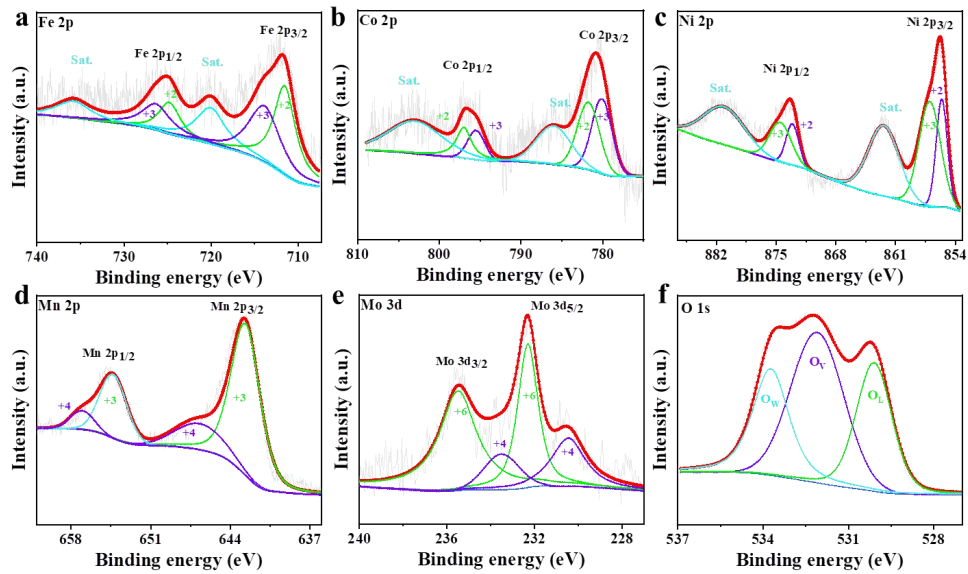 a Fe 2p
Fe 2p3/2
Fe 2p1/2
Sat.
Sat.
+3
+2
+3
+2
Intensity (a.u.)
740 730 720 710
Binding energy (eV)
b Co 2p
Co 2p3/2
Co 2p1/2
Sat.
Sat.
+2
+3
+2
+3
Intensity (a.u.)
810 800 790 780
Binding energy (eV)
c Ni 2p
Ni 2p3/2
Ni 2p1/2
Sat.
Sat.
+3
+2
+3
+2
Intensity (a.u.)
882 875 868 861 854
Binding energy (eV)
d Mn 2p
Mn 2p3/2
Mn 2p1/2
+4
+3
+4
+3
Intensity (a.u.)
658 651 644 637
Binding energy (eV)
e Mo 3d
Mo 3d5/2
Mo 3d3/2
+6
+4
+6
+4
Intensity (a.u.)
240 236 232 228
Binding energy (eV)
f O 1s
OW
OV
OL
Intensity (a.u.)
537 534 531 528
Binding energy (eV)